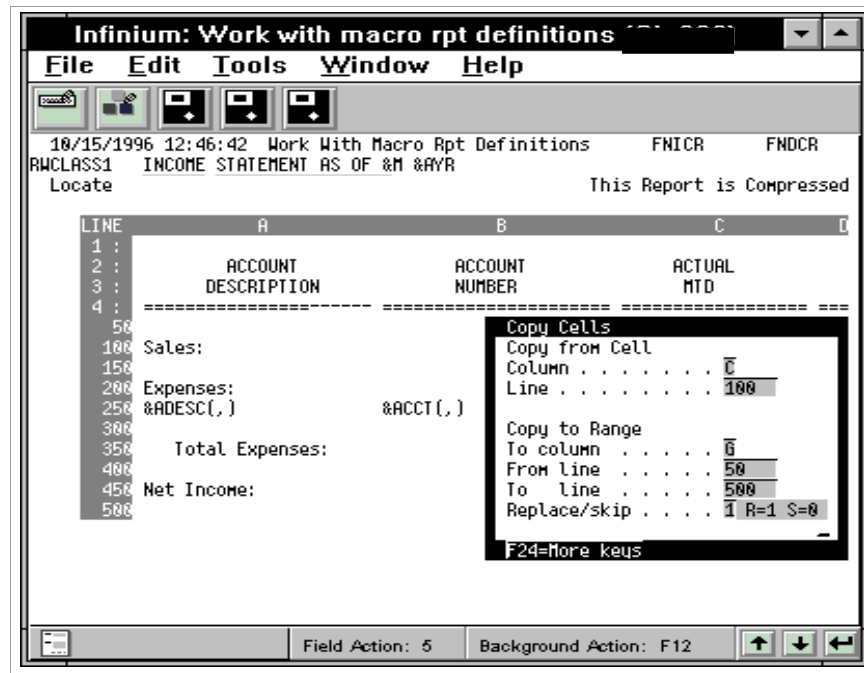 Infinium: Work with macro rpt definitions
File Edit Tools Window Help
10/15/1996 12:46:42 Work With Macro Rpt Definitions FNICR FNDCR
RWCLASS1 INCOME STATEMENT AS OF &M &AYR
Locate This Report is Compressed
LINE A B C D
1 :
2 : ACCOUNT ACCOUNT ACTUAL
3 : DESCRIPTION NUMBER MTD
4 : ====================== ====================== ================== ===
50
100 Sales:
150
200 Expenses:
250 &ADESC(,) &ACCT(,)
300
350 Total Expenses:
400
450 Net Income:
500
Copy Cells
Copy from Cell
Column . . . . . . . C
Line . . . . . . . . 100
Copy to Range
To column . . . . . G
From line . . . . . 50
To line . . . . . 500
Replace/skip . . . . 1 R=1 S=0
F24=More keys
Field Action: 5 Background Action: F12